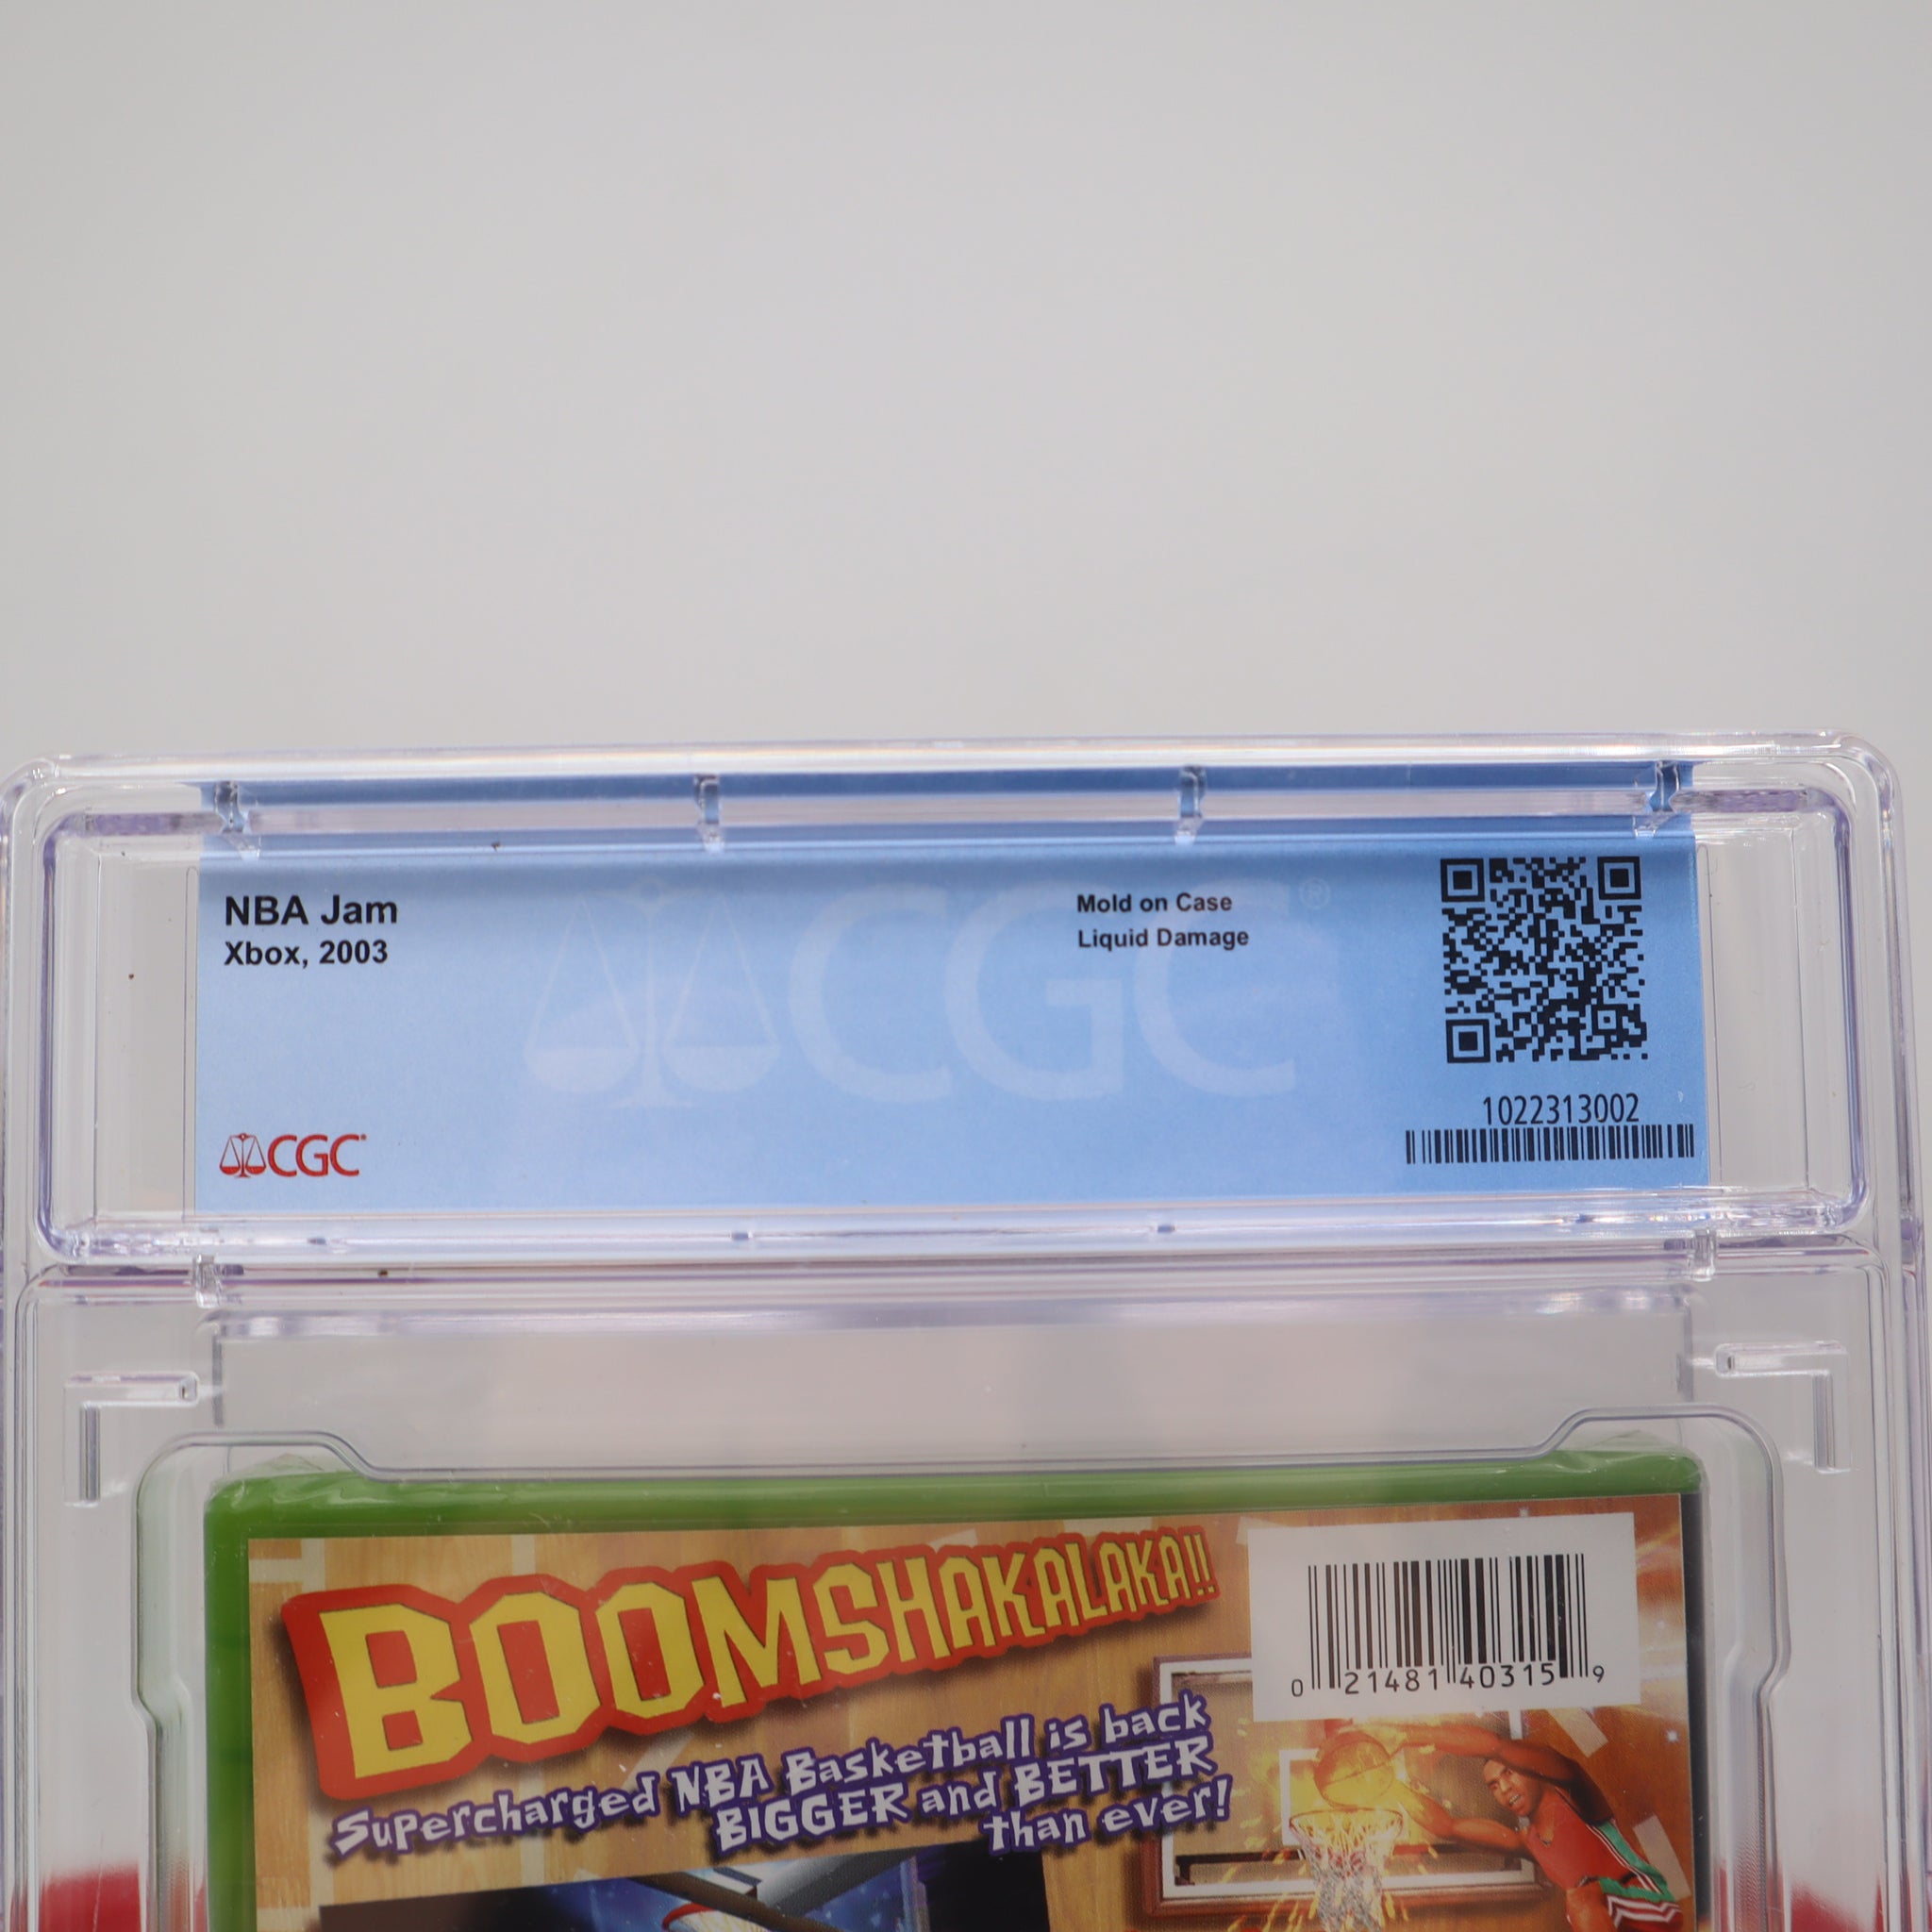 NBA Jam
Xbox, 2003
Mold on Case
Liquid Damage
CGC®
1022313002
CGC®
BOOMSHAKALAKA!!
Supercharged NBA Basketball is back
BIGGER and BETTER
than ever!
0 21481 40315 9